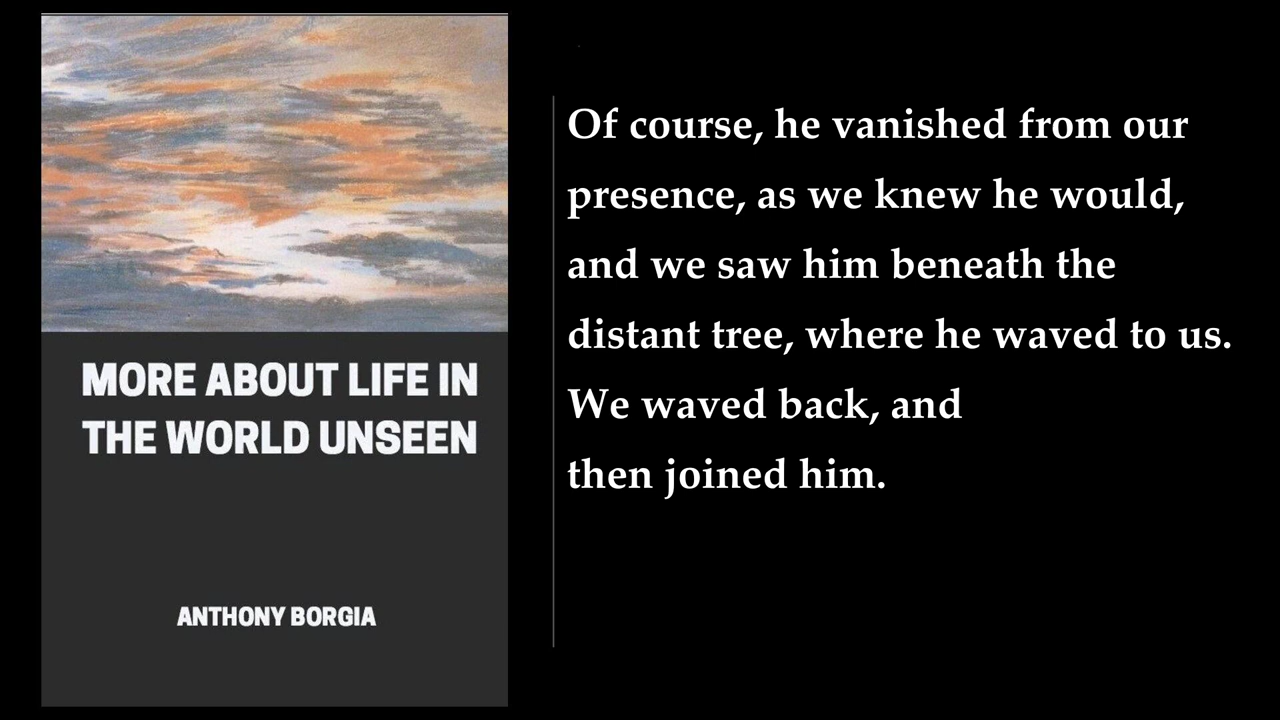 MORE ABOUT LIFE IN
THE WORLD UNSEEN
ANTHONY BORGIA
Of course, he vanished from our
presence, as we knew he would,
and we saw him beneath the
distant tree, where he waved to us.
We waved back, and
then joined him.